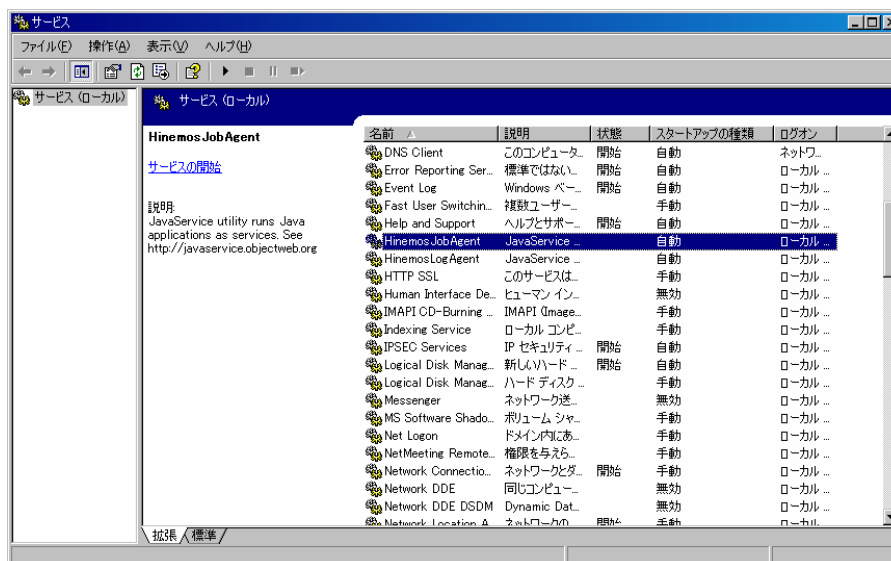 サービス
ファイル(F) 操作(A) 表示(V) ヘルプ(H)
サービス (ローカル)
サービス (ローカル)
HinemosJobAgent
サービスの開始
説明:
JavaService utility runs Java
applications as services. See
http://javaservice.objectweb.org
名前 説明 状態 スタートアップの種類 ログオン
DNS Client このコンピュータ... 開始 自動 ネットワ...
Error Reporting Ser... 標準ではない... 開始 自動 ローカル ...
Event Log Windows ベー... 開始 自動 ローカル ...
Fast User Switchin... 複数ユーザー... 手動 ローカル ...
Help and Support ヘルプとサポー... 開始 自動 ローカル ...
HinemosJobAgent JavaService ... 自動 ローカル ...
HinemosLogAgent JavaService ... 自動 ローカル ...
HTTP SSL このサービスは... 手動 ローカル ...
Human Interface De... ヒューマン イン... 無効 ローカル ...
IMAPI CD-Burning ... IMAPI (Image... 手動 ローカル ...
Indexing Service ローカル コンピ... 手動 ローカル ...
IPSEC Services IP セキュリティ ... 開始 自動 ローカル ...
Logical Disk Manag... 新しいハード ... 開始 自動 ローカル ...
Logical Disk Manag... ハード ディスク ... 手動 ローカル ...
Messenger ネットワーク送... 無効 ローカル ...
MS Software Shado... ボリューム シャ... 手動 ローカル ...
Net Logon ドメイン内にあ... 手動 ローカル ...
NetMeeting Remote... 権限を与えら... 手動 ローカル ...
Network Connectio... ネットワークとダ... 開始 手動 ローカル ...
Network DDE 同じコンピュー... 無効 ローカル ...
Network DDE DSDM Dynamic Dat... 無効 ローカル ...
Network Location A... ネットワークの... 開始 手動 ローカル ...
拡張 標準